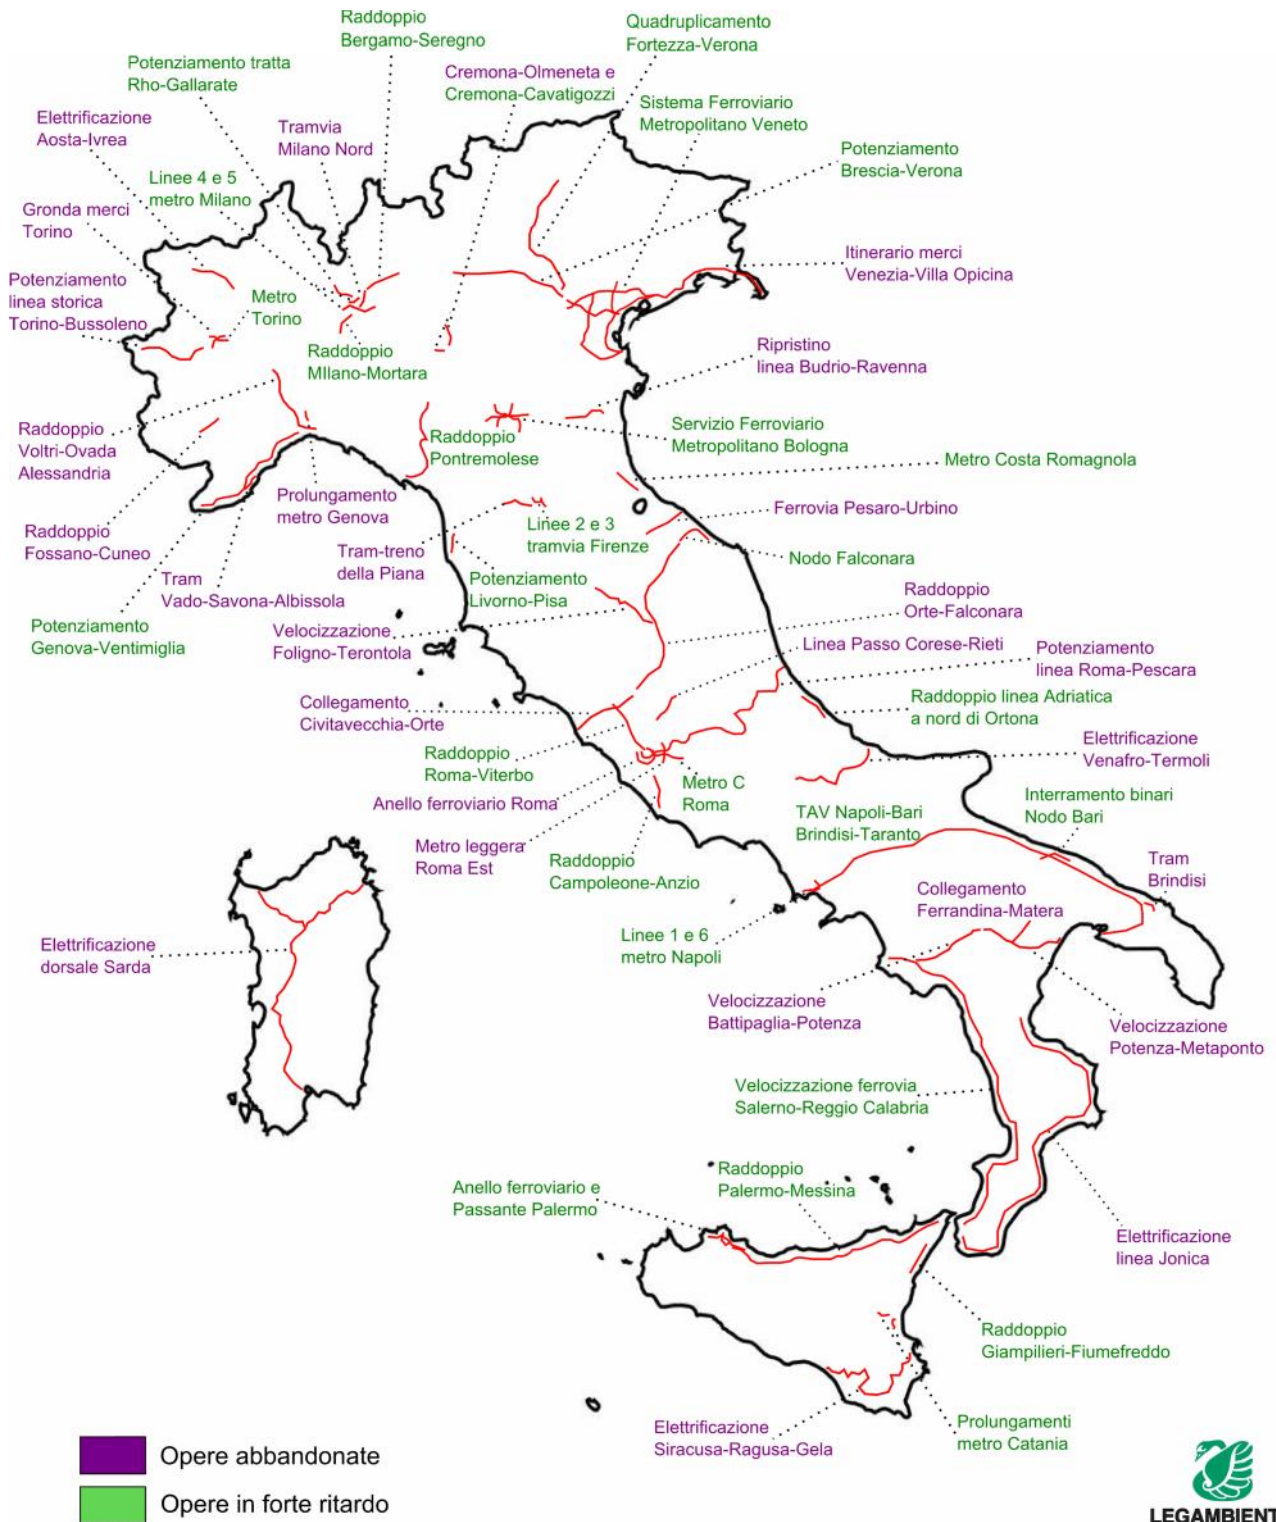 Raddoppio
Bergamo-Seregno
Quadruplicamento
Fortezza-Verona
Potenziamento tratta
Rho-Gallarate
Cremona-Olmeneta e
Cremona-Cavatigozzi
Sistema Ferroviario
Metropolitano Veneto
Elettrificazione
Aosta-Ivrea
Tramvia
Milano Nord
Potenziamento
Brescia-Verona
Linee 4 e 5
metro Milano
Gronda merci
Torino
Itinerario merci
Venezia-Villa Opicina
Potenziamento
linea storica
Torino-Bussoleno
Metro
Torino
Raddoppio
MIlano-Mortara
Ripristino
linea Budrio-Ravenna
Raddoppio
Voltri-Ovada
Alessandria
Raddoppio
Pontremolese
Servizio Ferroviario
Metropolitano Bologna
Metro Costa Romagnola
Prolungamento
metro Genova
Ferrovia Pesaro-Urbino
Raddoppio
Fossano-Cuneo
Linee 2 e 3
tramvia Firenze
Tram-treno
della Piana
Nodo Falconara
Tram
Vado-Savona-Albissola
Potenziamento
Livorno-Pisa
Raddoppio
Orte-Falconara
Potenziamento
Genova-Ventimiglia
Velocizzazione
Foligno-Terontola
Linea Passo Corese-Rieti
Potenziamento
linea Roma-Pescara
Collegamento
Civitavecchia-Orte
Raddoppio linea Adriatica
a nord di Ortona
Raddoppio
Roma-Viterbo
Elettrificazione
Venafro-Termoli
Metro C
Roma
Anello ferroviario Roma
TAV Napoli-Bari
Brindisi-Taranto
Interramento binari
Nodo Bari
Metro leggera
Roma Est
Raddoppio
Campoleone-Anzio
Tram
Brindisi
Collegamento
Ferrandina-Matera
Linee 1 e 6
metro Napoli
Elettrificazione
dorsale Sarda
Velocizzazione
Battipaglia-Potenza
Velocizzazione
Potenza-Metaponto
Velocizzazione ferrovia
Salerno-Reggio Calabria
Raddoppio
Palermo-Messina
Anello ferroviario e
Passante Palermo
Elettrificazione
linea Jonica
Raddoppio
Giampilieri-Fiumefreddo
Elettrificazione
Siracusa-Ragusa-Gela
Prolungamenti
metro Catania
Opere abbandonate
Opere in forte ritardo
LEGAMBIENT